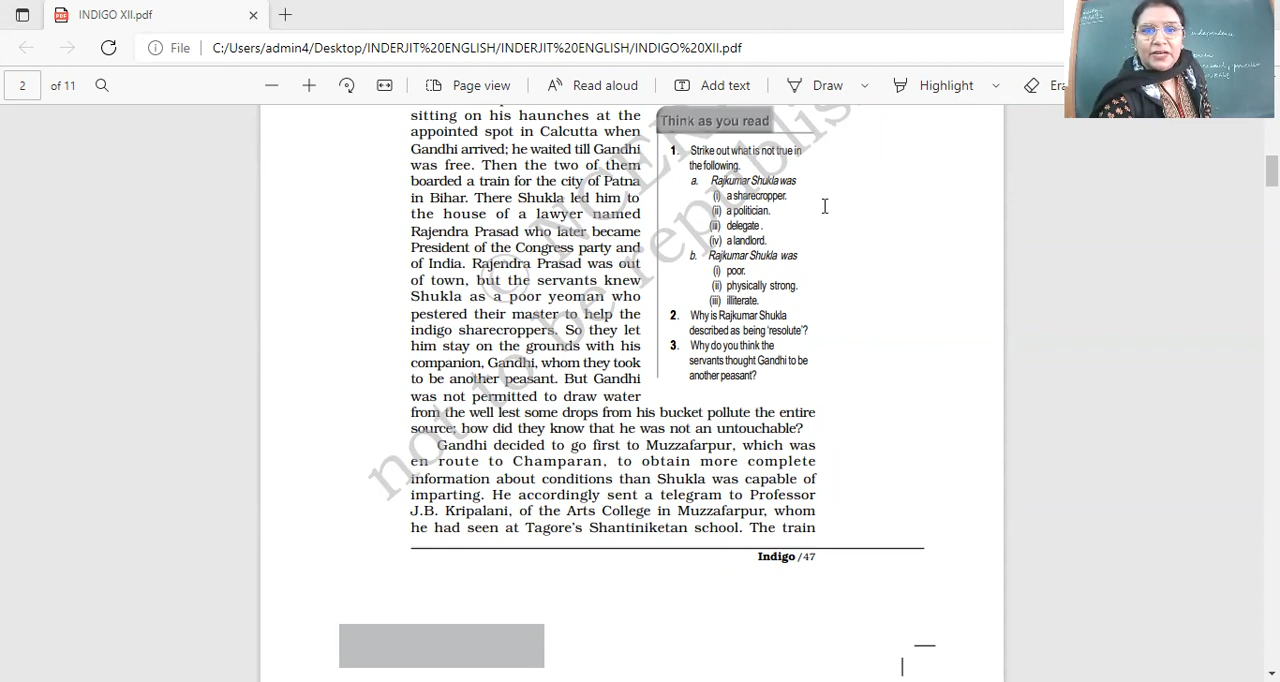 INDIGO XII.pdf
File
C:/Users/admin4/Desktop/INDERJIT%20ENGLISH/INDERJIT%20ENGLISH/INDIGO%20XII.pdf
2 of 11
Page view
Read aloud
Add text
Draw
Highlight
Era
sitting on his haunches at the
appointed spot in Calcutta when
Gandhi arrived; he waited till Gandhi
was free. Then the two of them
boarded a train for the city of Patna
in Bihar. There Shukla led him to
the house of a lawyer named
Rajendra Prasad who later became
President of the Congress party and
of India. Rajendra Prasad was out
of town, but the servants knew
Shukla as a poor yeoman who
pestered their master to help the
indigo sharecroppers. So they let
him stay on the grounds with his
companion, Gandhi, whom they took
to be another peasant. But Gandhi
was not permitted to draw water
from the well lest some drops from his bucket pollute the entire
source; how did they know that he was not an untouchable?
Gandhi decided to go first to Muzzafarpur, which was
en route to Champaran, to obtain more complete
information about conditions than Shukla was capable of
imparting. He accordingly sent a telegram to Professor
J.B. Kripalani, of the Arts College in Muzzafarpur, whom
he had seen at Tagore's Shantiniketan school. The train
Think as you read
1. Strike out what is not true in
the following.
a. Rajkumar Shukla was
(i) a sharecropper.
(ii) a politician.
(iii) delegate.
(iv) a landlord.
b. Rajkumar Shukla was
(i) poor.
(ii) physically strong.
(iii) illiterate.
2. Why is Rajkumar Shukla
described as being 'resolute'?
3. Why do you think the
servants thought Gandhi to be
another peasant?
Indigo /47
© NCER
not to be republis
independence